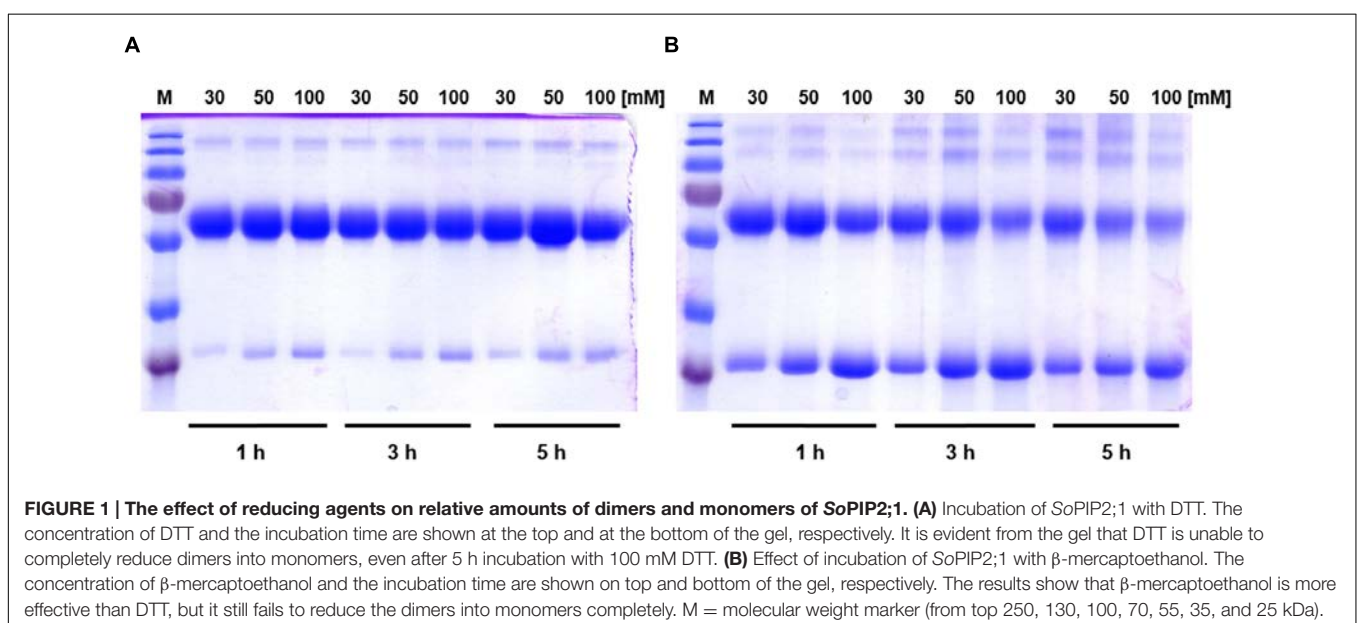 A B
M 30 50 100 30 50 100 30 50 100 [mM] M 30 50 100 30 50 100 30 50 100 [mM]
1 h 3 h 5 h 1 h 3 h 5 h
FIGURE 1 | The effect of reducing agents on relative amounts of dimers and monomers of SoPIP2;1. (A) Incubation of SoPIP2;1 with DTT. The
concentration of DTT and the incubation time are shown at the top and at the bottom of the gel, respectively. It is evident from the gel that DTT is unable to
completely reduce dimers into monomers, even after 5 h incubation with 100 mM DTT. (B) Effect of incubation of SoPIP2;1 with β-mercaptoethanol. The
concentration of β-mercaptoethanol and the incubation time are shown on top and bottom of the gel, respectively. The results show that β-mercaptoethanol is more
effective than DTT, but it still fails to reduce the dimers into monomers completely. M = molecular weight marker (from top 250, 130, 100, 70, 55, 35, and 25 kDa).